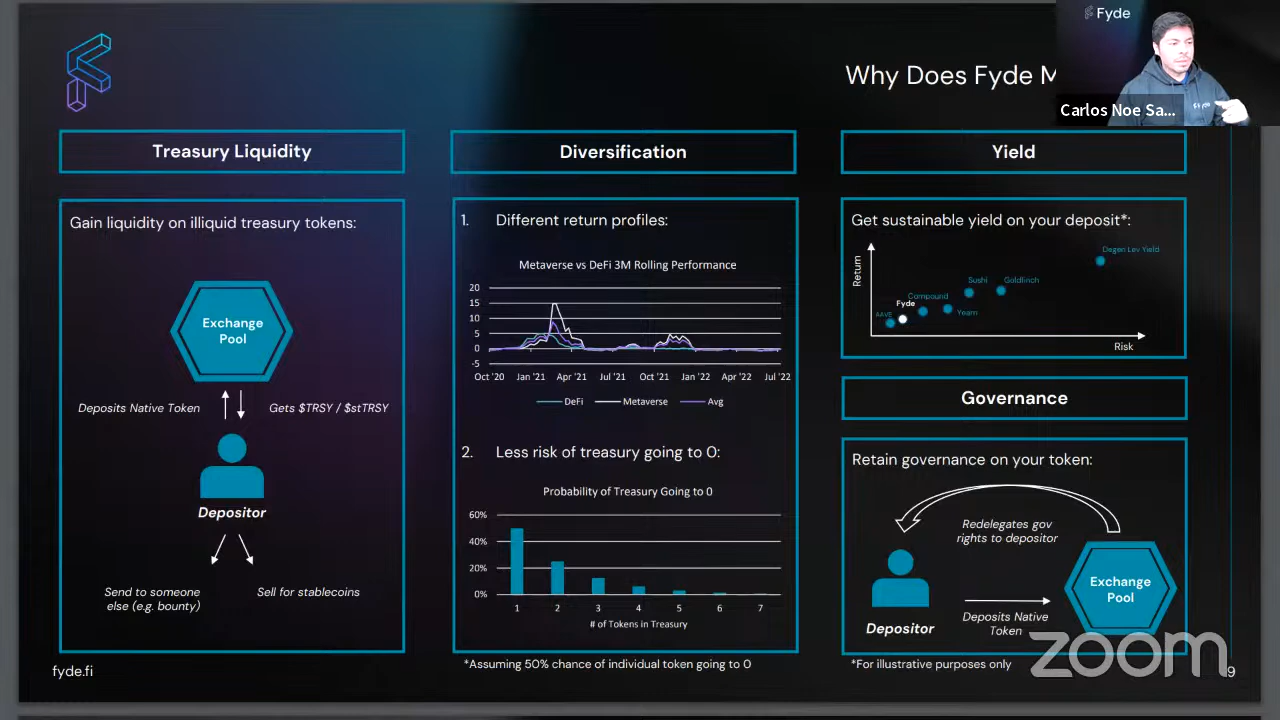 Fyde
Why Does Fyde M
Carlos Noe Sa...
Treasury Liquidity
Gain liquidity on illiquid treasury tokens:
Exchange
Pool
Deposits Native Token
Gets $TRSY / $stTRSY
Depositor
Send to someone
else (e.g. bounty)
Sell for stablecoins
Diversification
1. Different return profiles:
Metaverse vs DeFi 3M Rolling Performance
20
15
10
5
0
-5
Oct '20 Jan '21 Apr '21 Jul '21 Oct '21 Jan '22 Apr '22 Jul '22
DeFi Metaverse Avg
2. Less risk of treasury going to 0:
Probability of Treasury Going to 0
60%
40%
20%
0%
1 2 3 4 5 6 7
# of Tokens in Treasury
*Assuming 50% chance of individual token going to 0
Yield
Get sustainable yield on your deposit*:
Return
Degen Lev Yield
Sushi
Goldfinch
Compound
Fyde
AAVE
Yearn
Risk
Governance
Retain governance on your token:
Redelegates gov
rights to depositor
Exchange
Pool
Depositor
Deposits Native
Token
*For illustrative purposes only
fyde.fi
zoom
9